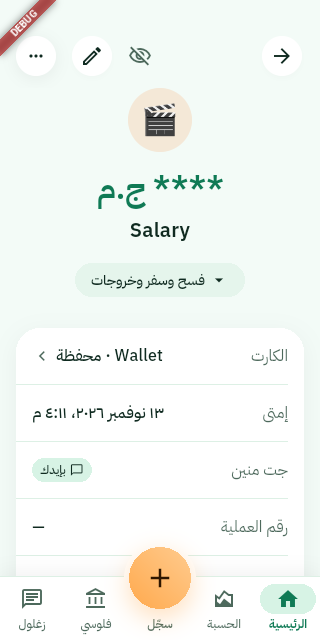 DEBUG
**** ج.م
Salary
فسح وسفر وخروجات
الكارت
Wallet · محفظة
إمتى
١٣ نوفمبر ٢٠٢٦، ٤:١١ م
جت منين
بإيدك
رقم العملية
—
الرئيسية
الحسبة
سجّل
فلوسي
زغلول